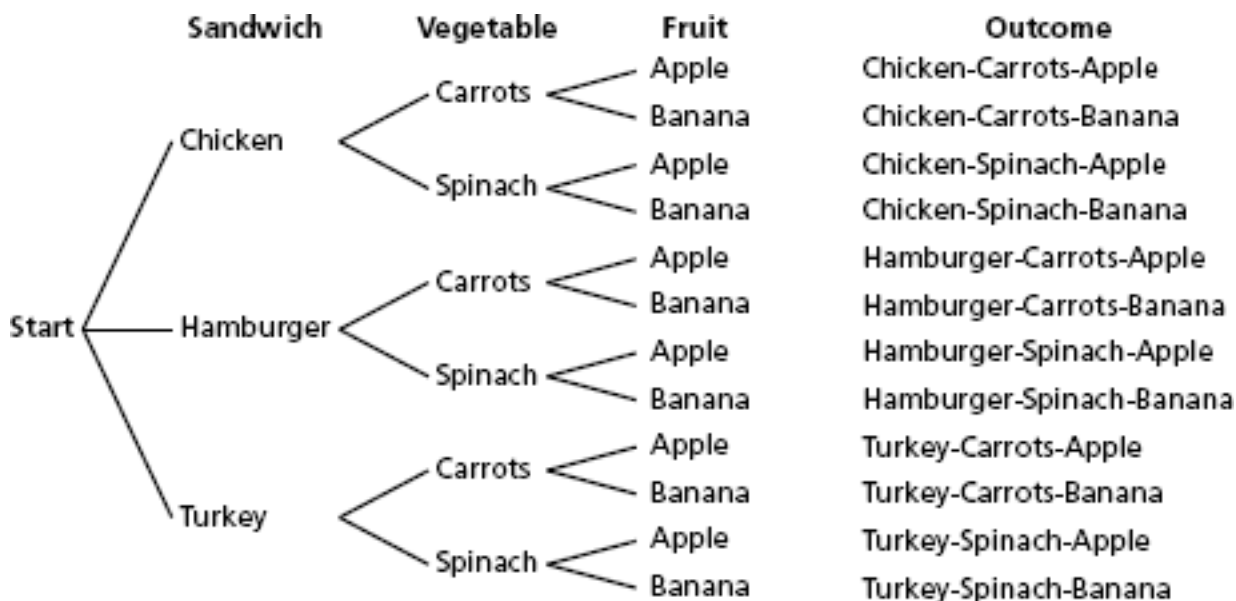 Sandwich Vegetable Fruit Outcome
Apple Chicken-Carrots-Apple
Carrots
Banana Chicken-Carrots-Banana
Chicken
Apple Chicken-Spinach-Apple
Spinach
Banana Chicken-Spinach-Banana
Apple Hamburger-Carrots-Apple
Carrots
Banana Hamburger-Carrots-Banana
Start Hamburger
Apple Hamburger-Spinach-Apple
Spinach
Banana Hamburger-Spinach-Banana
Apple Turkey-Carrots-Apple
Carrots
Banana Turkey-Carrots-Banana
Turkey
Apple Turkey-Spinach-Apple
Spinach
Banana Turkey-Spinach-Banana